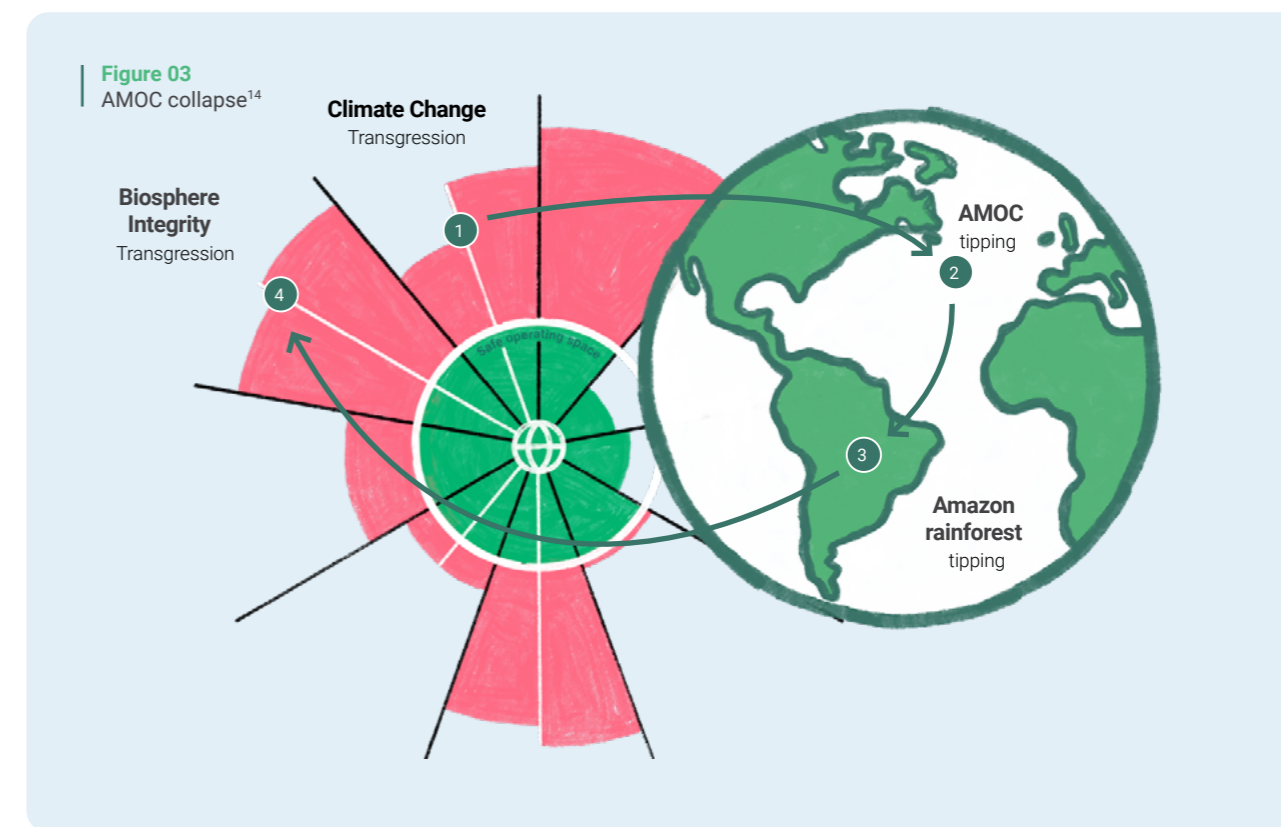 Figure 03
AMOC collapse14
Climate Change
Transgression
Biosphere
Integrity
Transgression
1
4
Safe operating space
AMOC
tipping
2
3
Amazon
rainforest
tipping